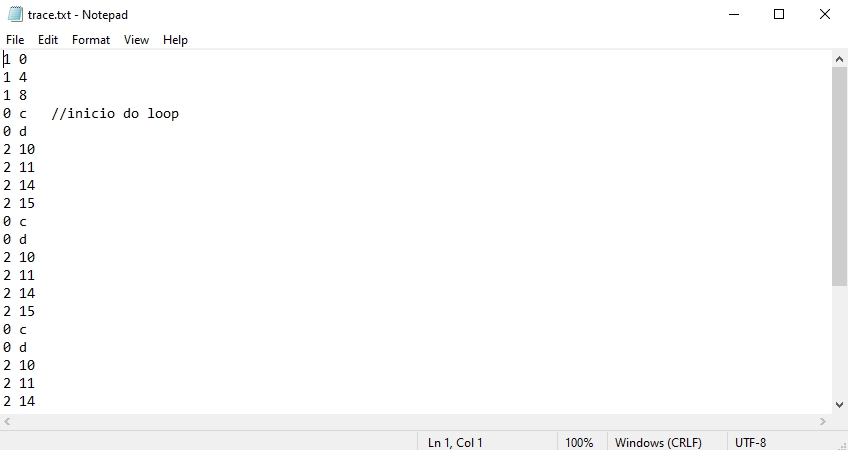 trace.txt - Notepad
File Edit Format View Help
1 0
1 4
1 8
0 c   //inicio do loop
0 d
2 10
2 11
2 14
2 15
0 c
0 d
2 10
2 11
2 14
2 15
0 c
0 d
2 10
2 11
2 14
Ln 1, Col 1 100% Windows (CRLF) UTF-8